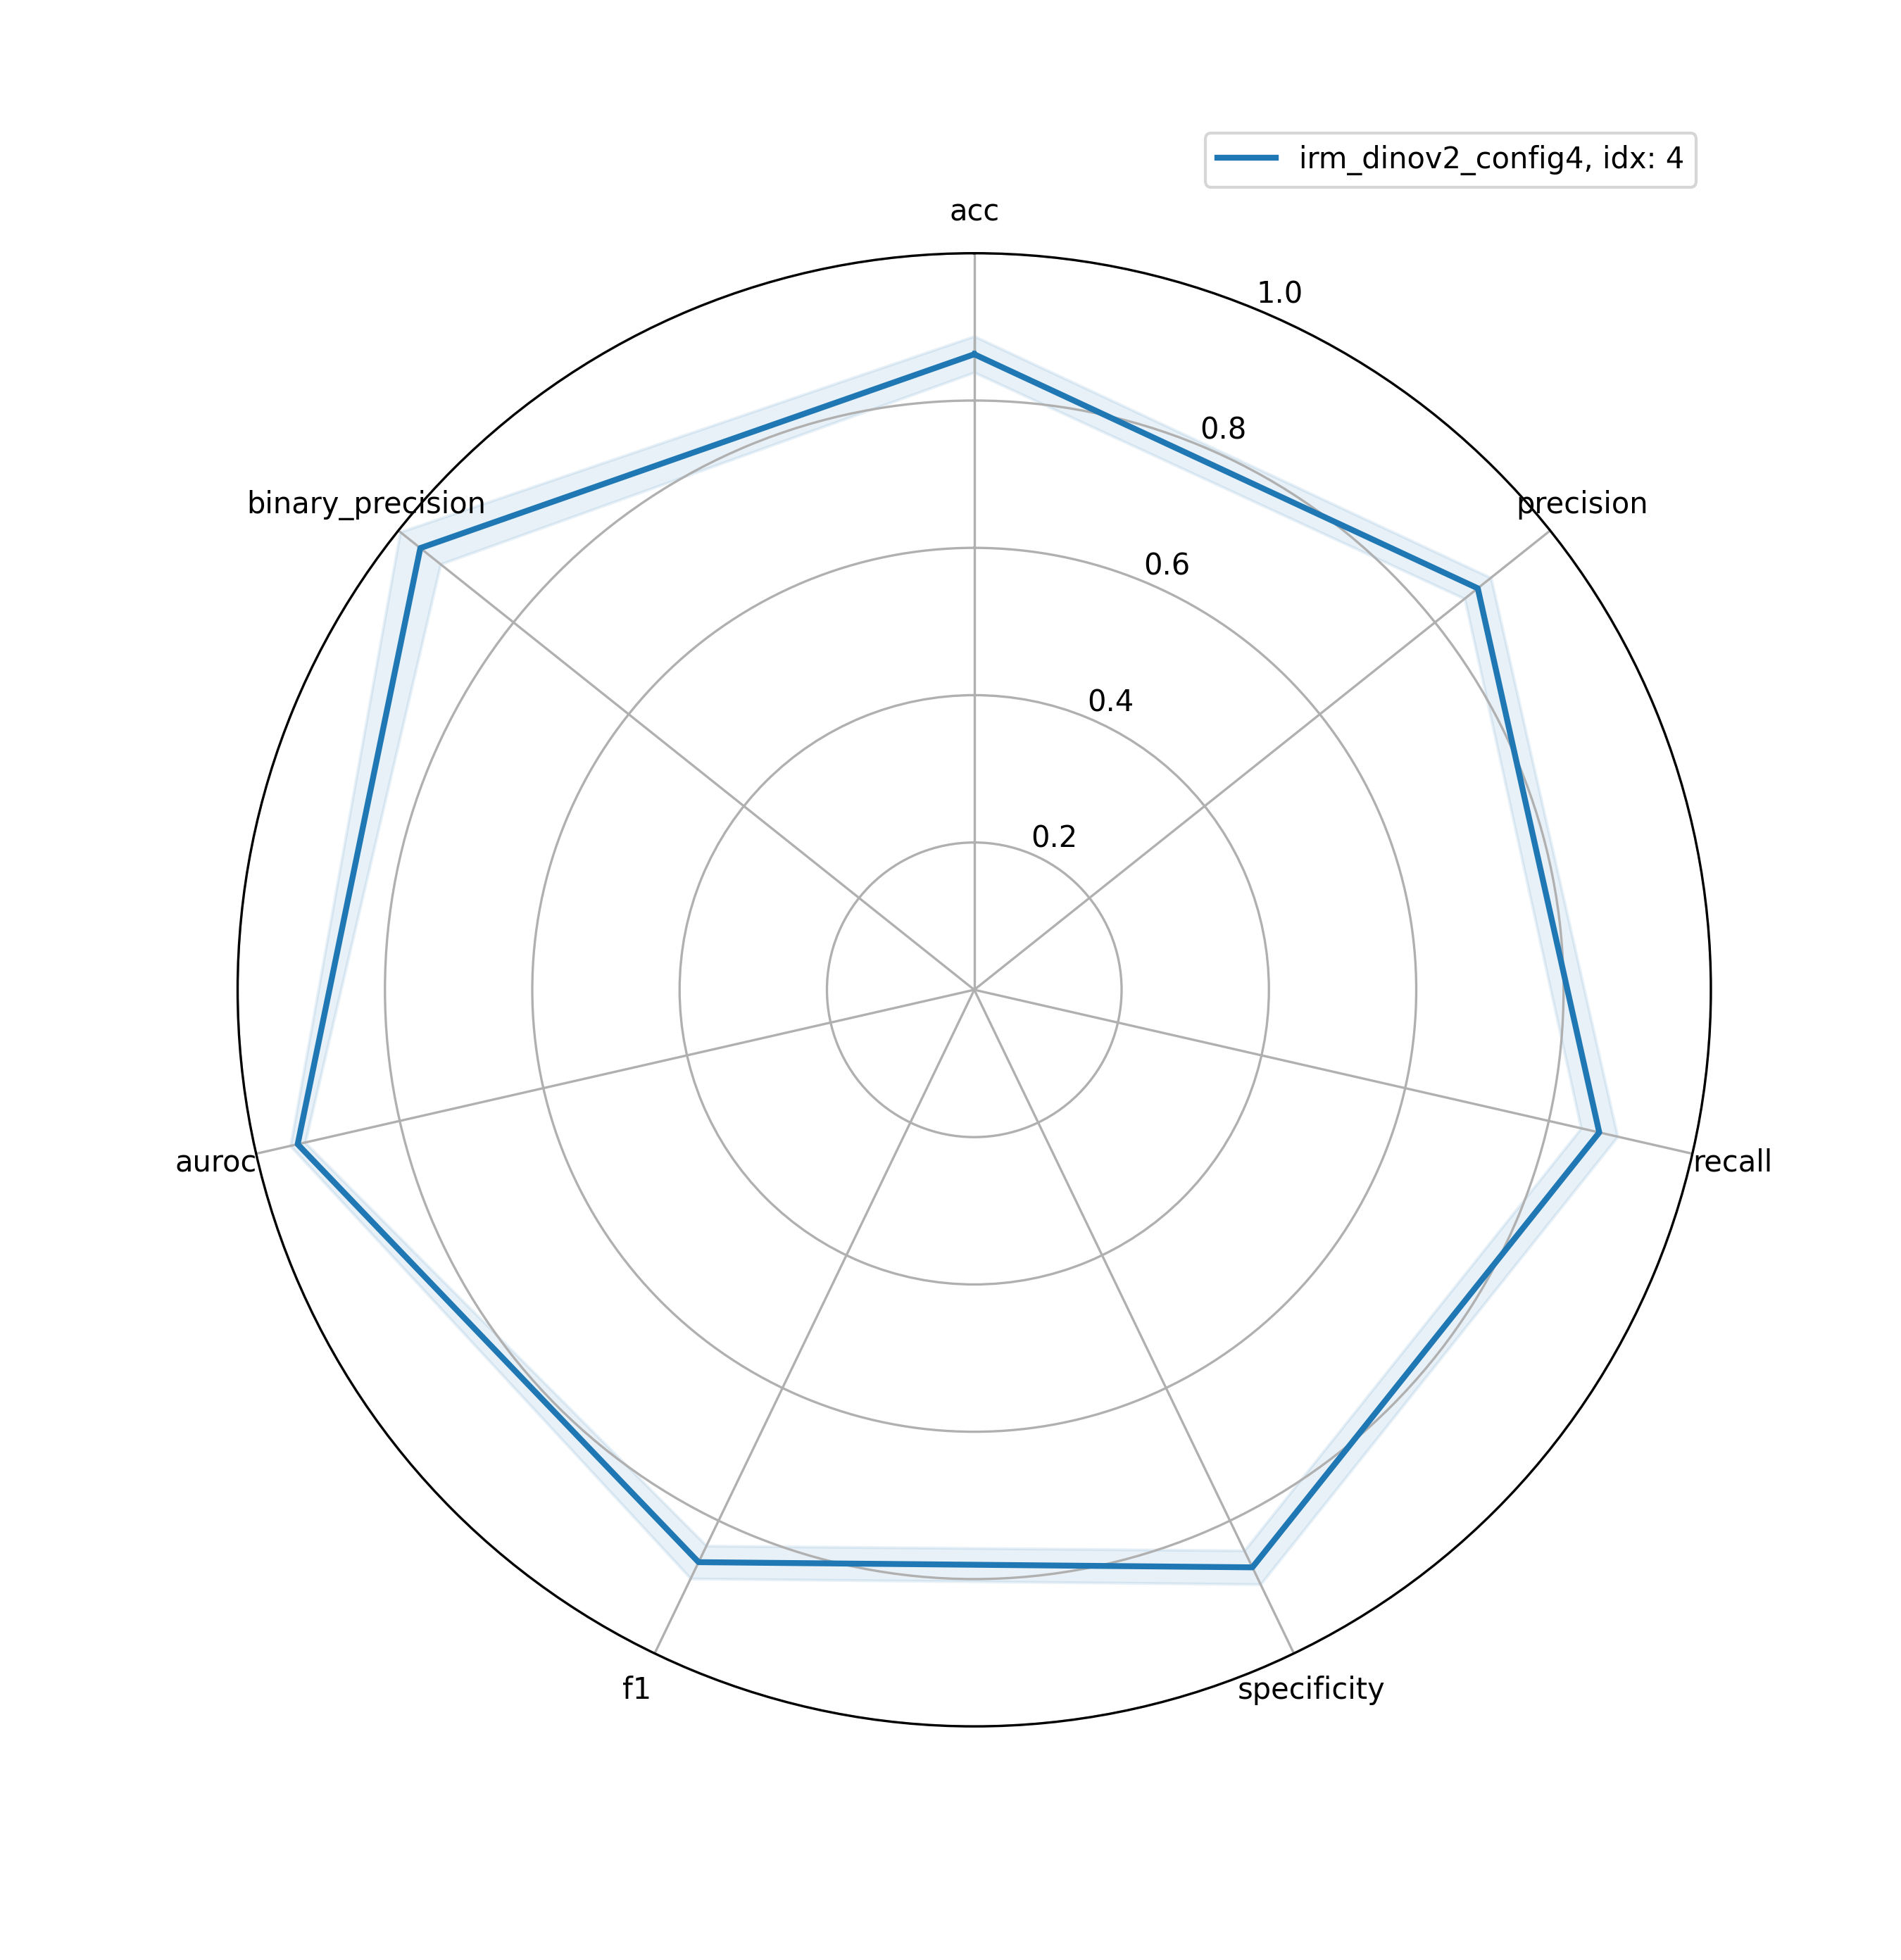 irm_dinov2_config4, idx: 4
acc
1.0
0.8
binary_precision
precision
0.6
0.4
0.2
auroc
recall
f1
specificity